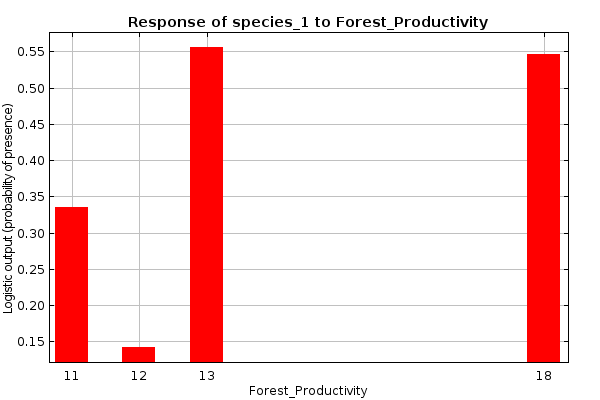 Response of species_1 to Forest_Productivity
Logistic output (probability of presence)
0.55
0.50
0.45
0.40
0.35
0.30
0.25
0.20
0.15
11 12 13 18
Forest_Productivity